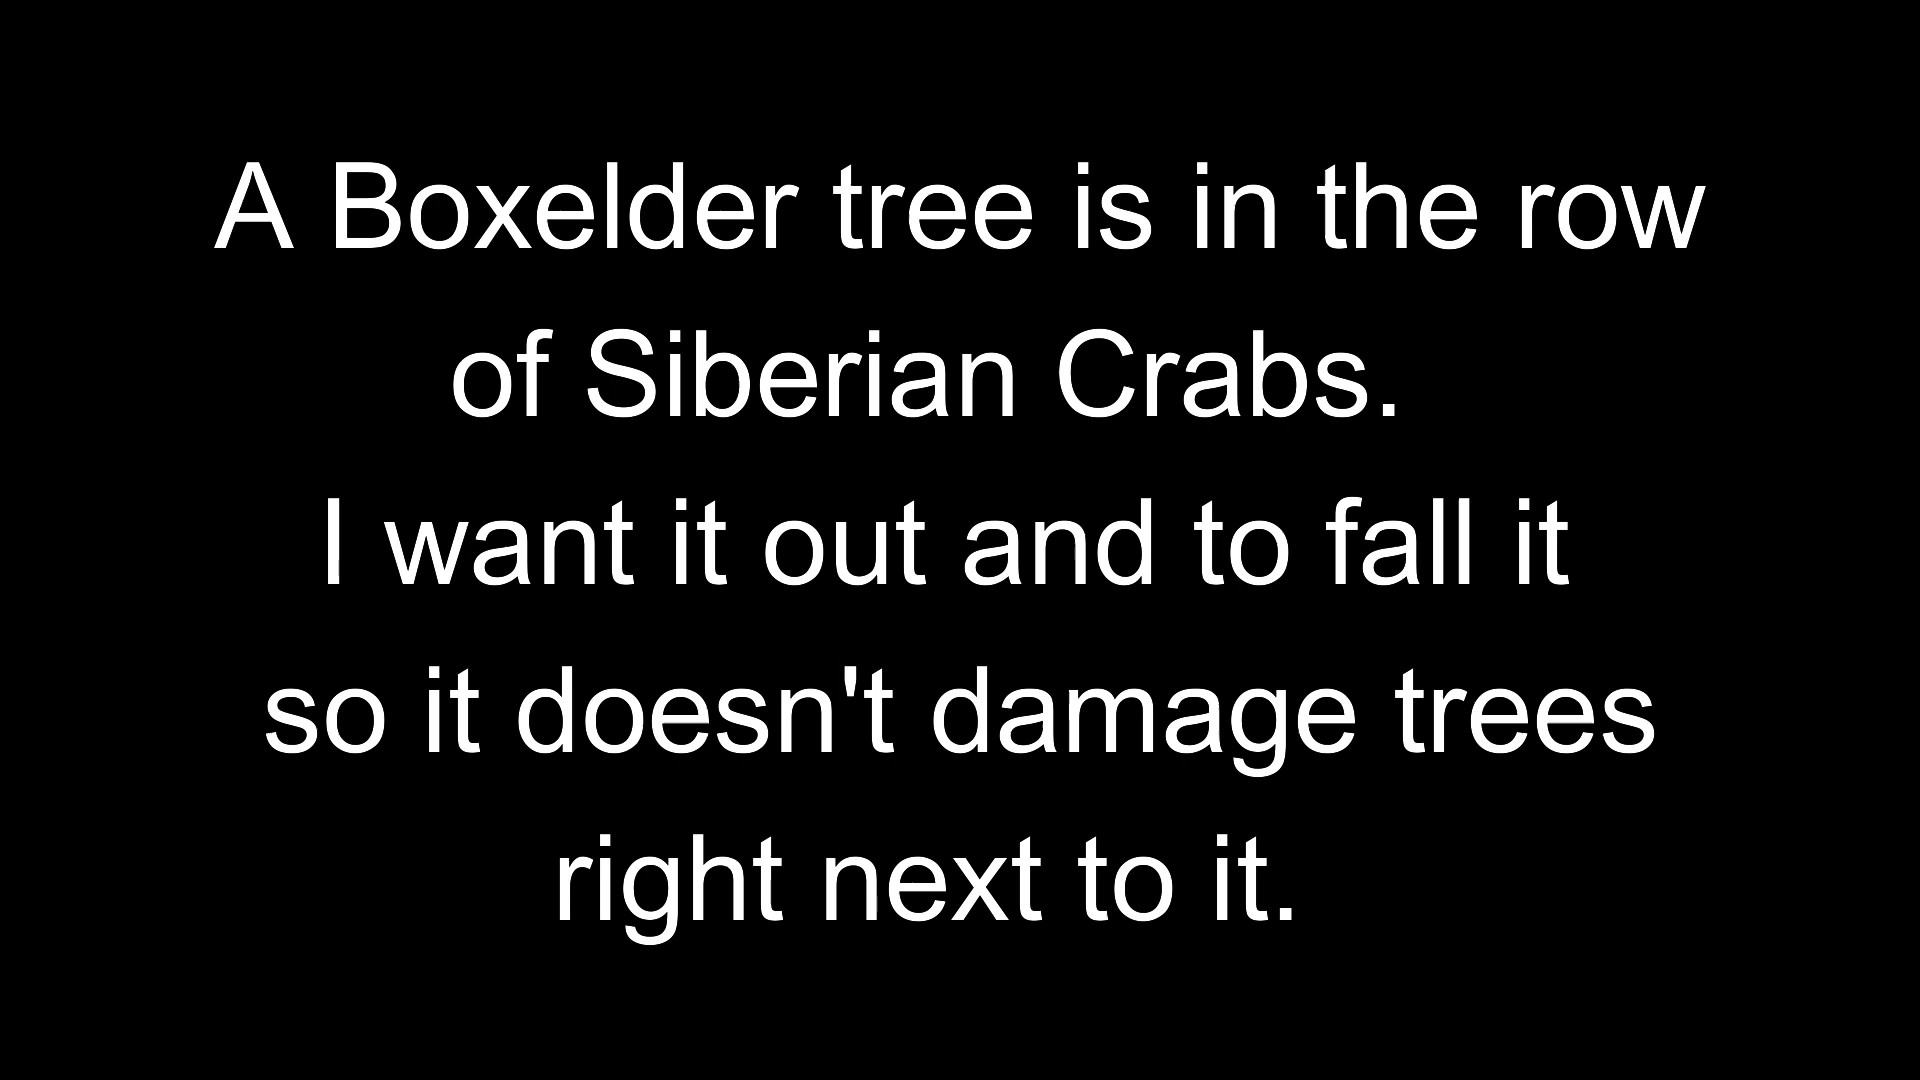 A Boxelder tree is in the row
of Siberian Crabs.
I want it out and to fall it
so it doesn't damage trees
right next to it.